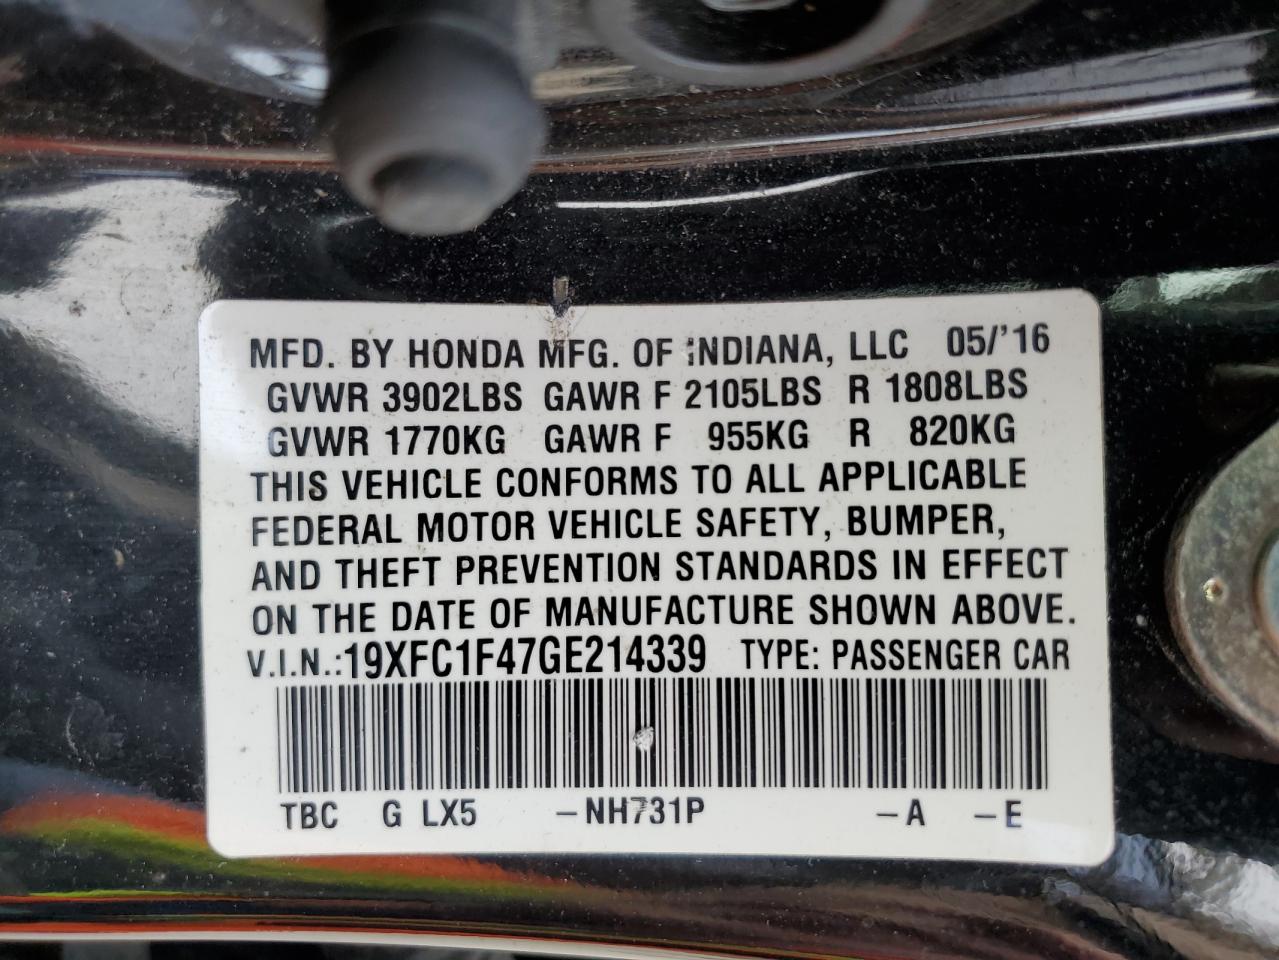 MFD. BY HONDA MFG. OF INDIANA, LLC 05/'16
GVWR 3902LBS GAWR F 2105LBS R 1808LBS
GVWR 1770KG GAWR F 955KG R 820KG
THIS VEHICLE CONFORMS TO ALL APPLICABLE
FEDERAL MOTOR VEHICLE SAFETY, BUMPER,
AND THEFT PREVENTION STANDARDS IN EFFECT
ON THE DATE OF MANUFACTURE SHOWN ABOVE.
V.I.N.:19XFC1F47GE214339 TYPE: PASSENGER CAR
TBC G LX5 –NH731P –A –E